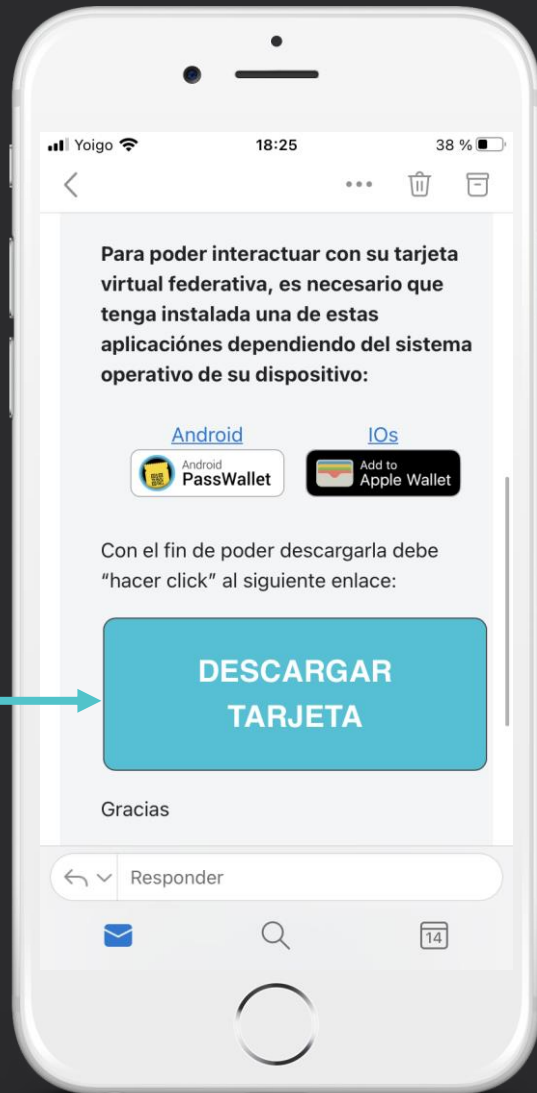 Yoigo 18:25 38 %
Para poder interactuar con su tarjeta
virtual federativa, es necesario que
tenga instalada una de estas
aplicaciónes dependiendo del sistema
operativo de su dispositivo:
Android IOs
Android
PassWallet
Add to
Apple Wallet
Con el fin de poder descargarla debe
“hacer click” al siguiente enlace:
DESCARGAR
TARJETA
Gracias
Responder
14